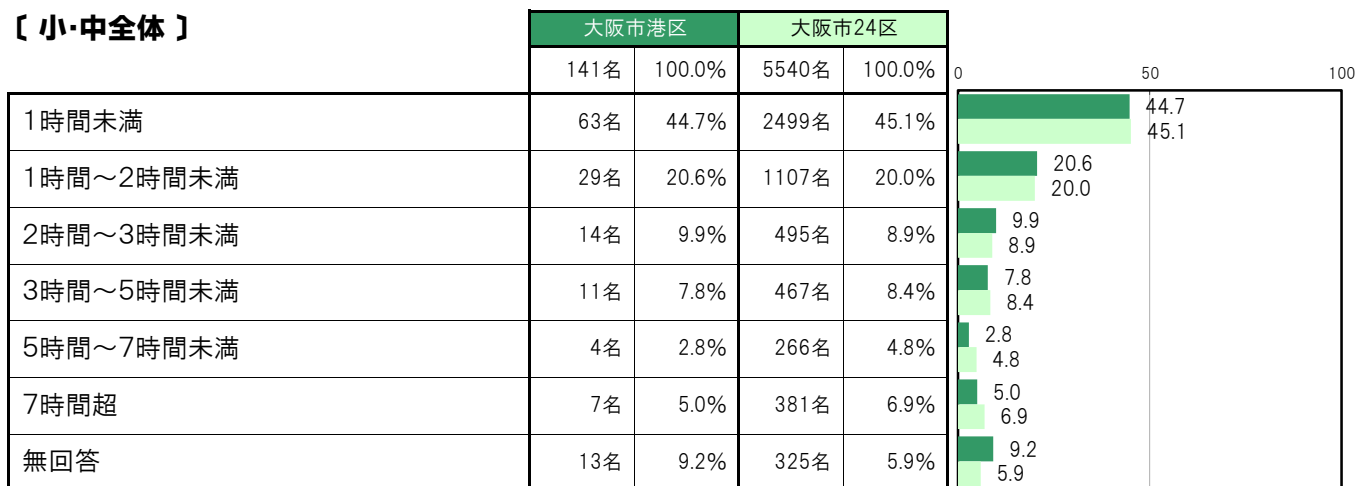 〔 小・中全体 〕
大阪市港区 大阪市24区
141名 100.0% 5540名 100.0% 0 50 100
1時間未満 63名 44.7% 2499名 45.1% 44.7
45.1
1時間～2時間未満 29名 20.6% 1107名 20.0% 20.6
20.0
2時間～3時間未満 14名 9.9% 495名 8.9% 9.9
8.9
3時間～5時間未満 11名 7.8% 467名 8.4% 7.8
8.4
5時間～7時間未満 4名 2.8% 266名 4.8% 2.8
4.8
7時間超 7名 5.0% 381名 6.9% 5.0
6.9
無回答 13名 9.2% 325名 5.9% 9.2
5.9